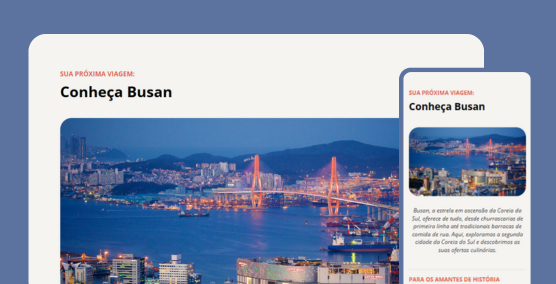 SUA PRÓXIMA VIAGEM:
Conheça Busan
SUA PRÓXIMA VIAGEM:
Conheça Busan
Busan, a estrela em ascensão da Coreia do
Sul, oferece de tudo, desde churrascarias de
primeira linha até tradicionais barracas de
comida de rua. Aqui, exploramos a segunda
cidade da Coreia do Sul e descobrimos as
suas ofertas culinárias.
PARA OS AMANTES DE HISTÓRIA